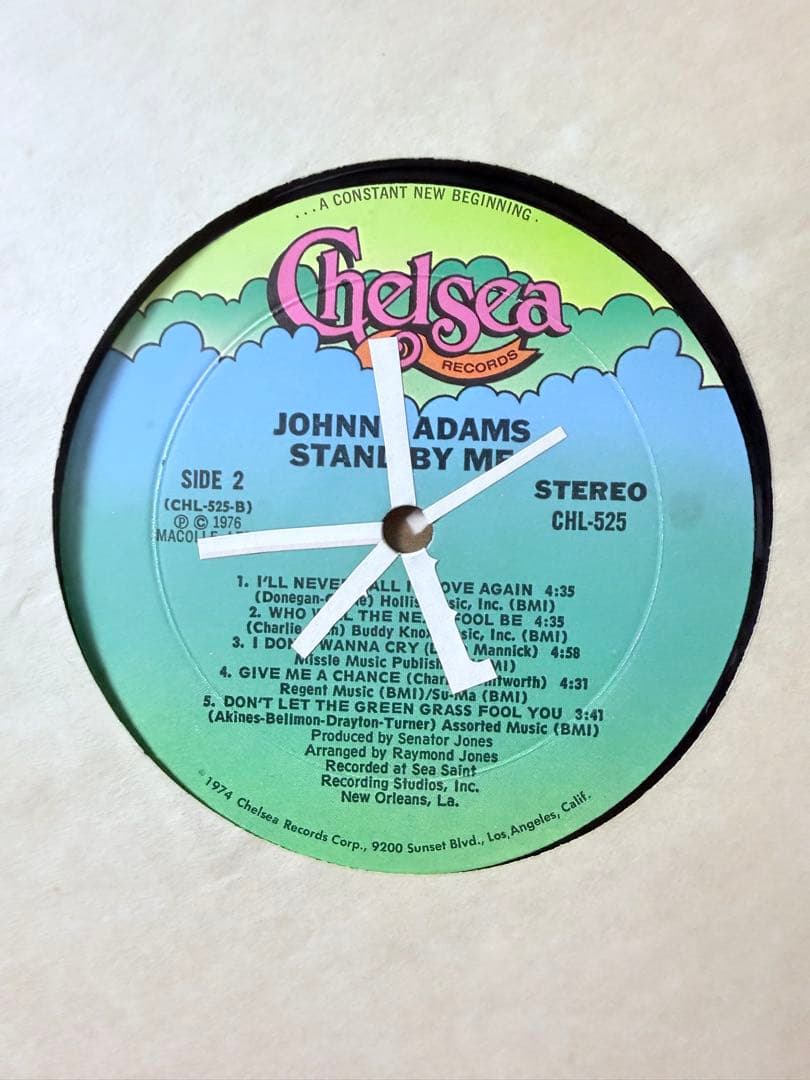 ...A CONSTANT NEW BEGINNING.
Chelsea
RECORDS
JOHNN ADAMS
STAN BY ME
SIDE 2
(CHL-525-B)
Ⓟ © 1976
STEREO
CHL-525
1. I'LL NEVE ALL I OVE AGAIN 4:35
(Donegan- e) Hollis sic, Inc. (BMI)
2. WHO W L THE NE FOOL BE 4:35
(Charlie h) Buddy Knox sic, Inc. (BMI)
3. I DON WANNA CRY ( Mannick) 4:58
Missle Music Publish MI)
4. GIVE ME A CHANCE (Char tworth) 4:31
Regent Music (BMI)/Su-Ma (BMI)
5. DON'T LET THE GREEN GRASS FOOL YOU 3:41
(Akines-Bellmon-Drayton-Turner) Assorted Music (BMI)
Produced by Senator Jones
Arranged by Raymond Jones
Recorded at Sea Saint
Recording Studios, Inc.
New Orleans, La.
© 1974 Chelsea Records Corp., 9200 Sunset Blvd., Los Angeles, Calif.